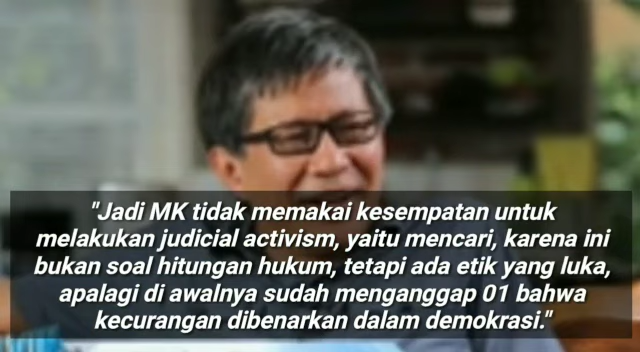 "Jadi MK tidak memakai kesempatan untuk
melakukan judicial activism, yaitu mencari, karena ini
bukan soal hitungan hukum, tetapi ada etik yang luka,
apalagi di awalnya sudah menganggap 01 bahwa
kecurangan dibenarkan dalam demokrasi."